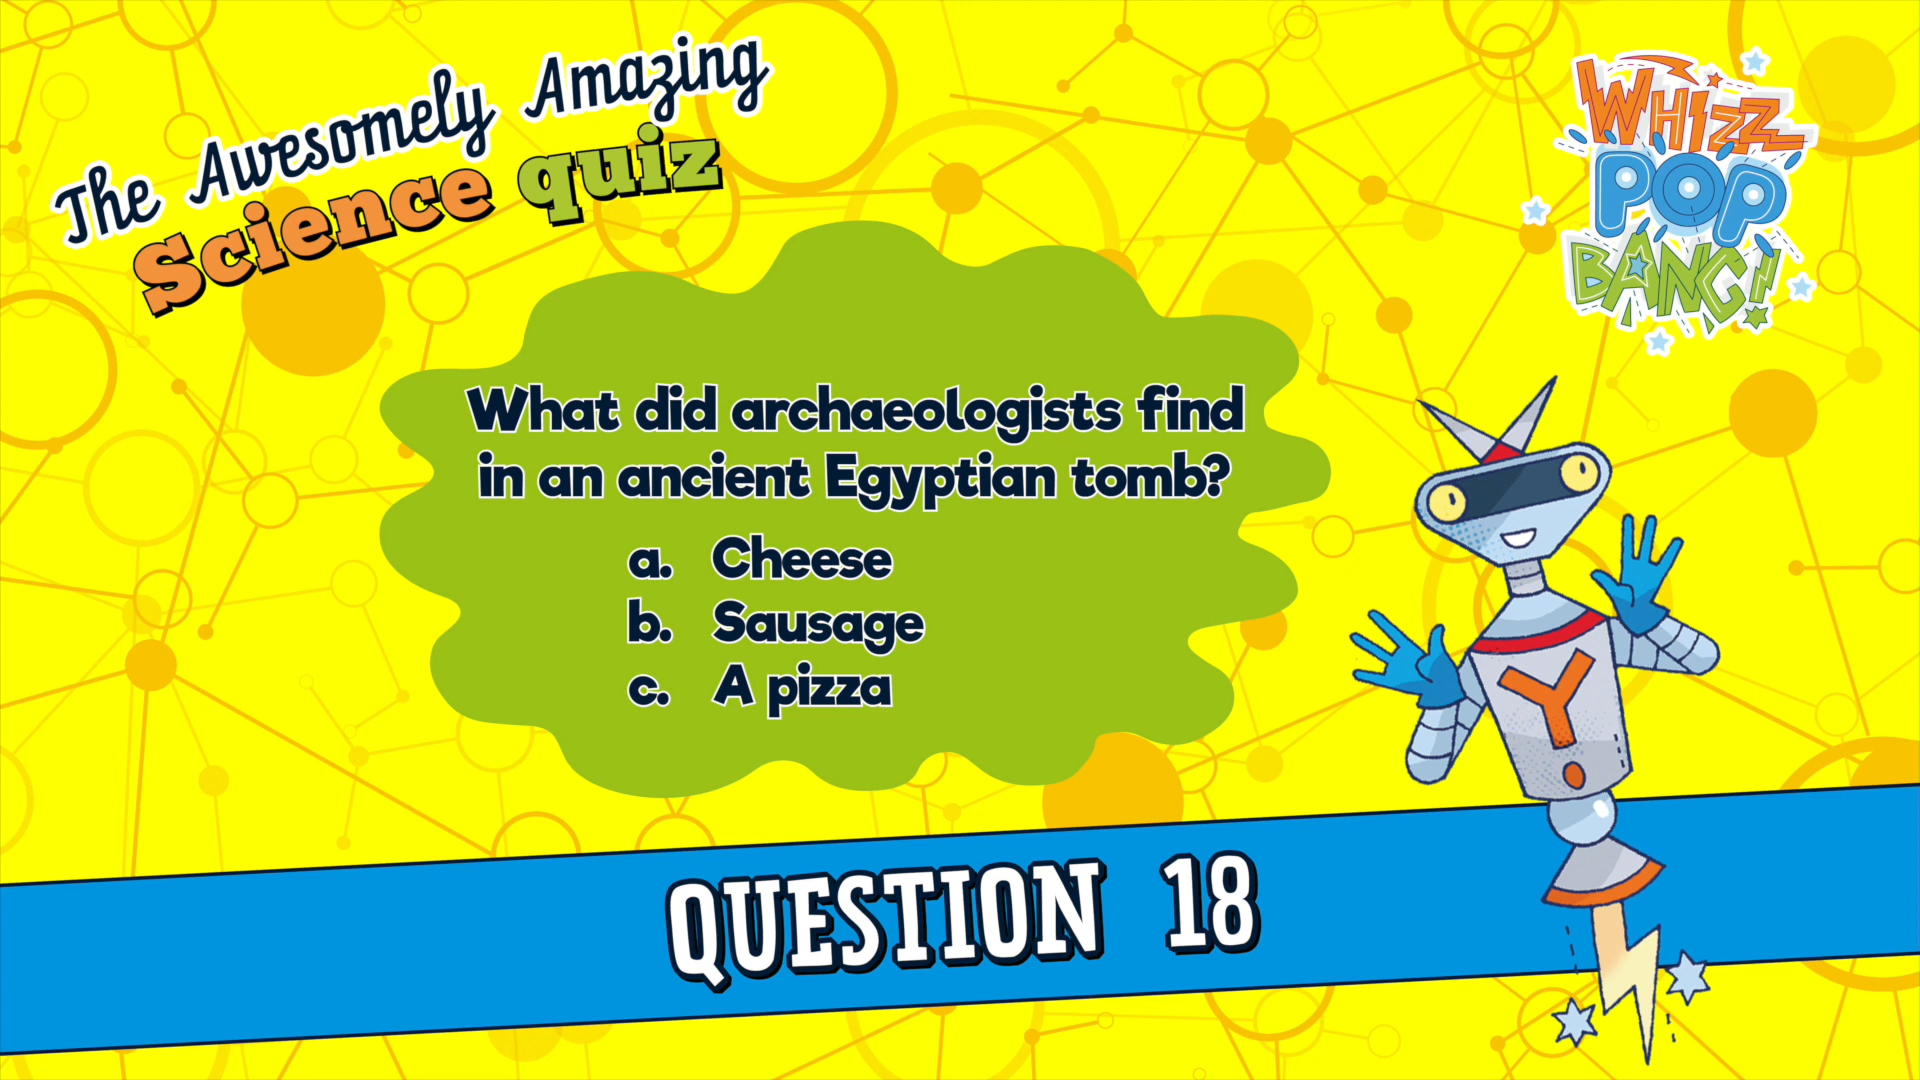 The Awesomely Amazing
Science quiz
WHIZZ
POP
BANG!
What did archaeologists find
in an ancient Egyptian tomb?
a. Cheese
b. Sausage
c. A pizza
Y
QUESTION 18